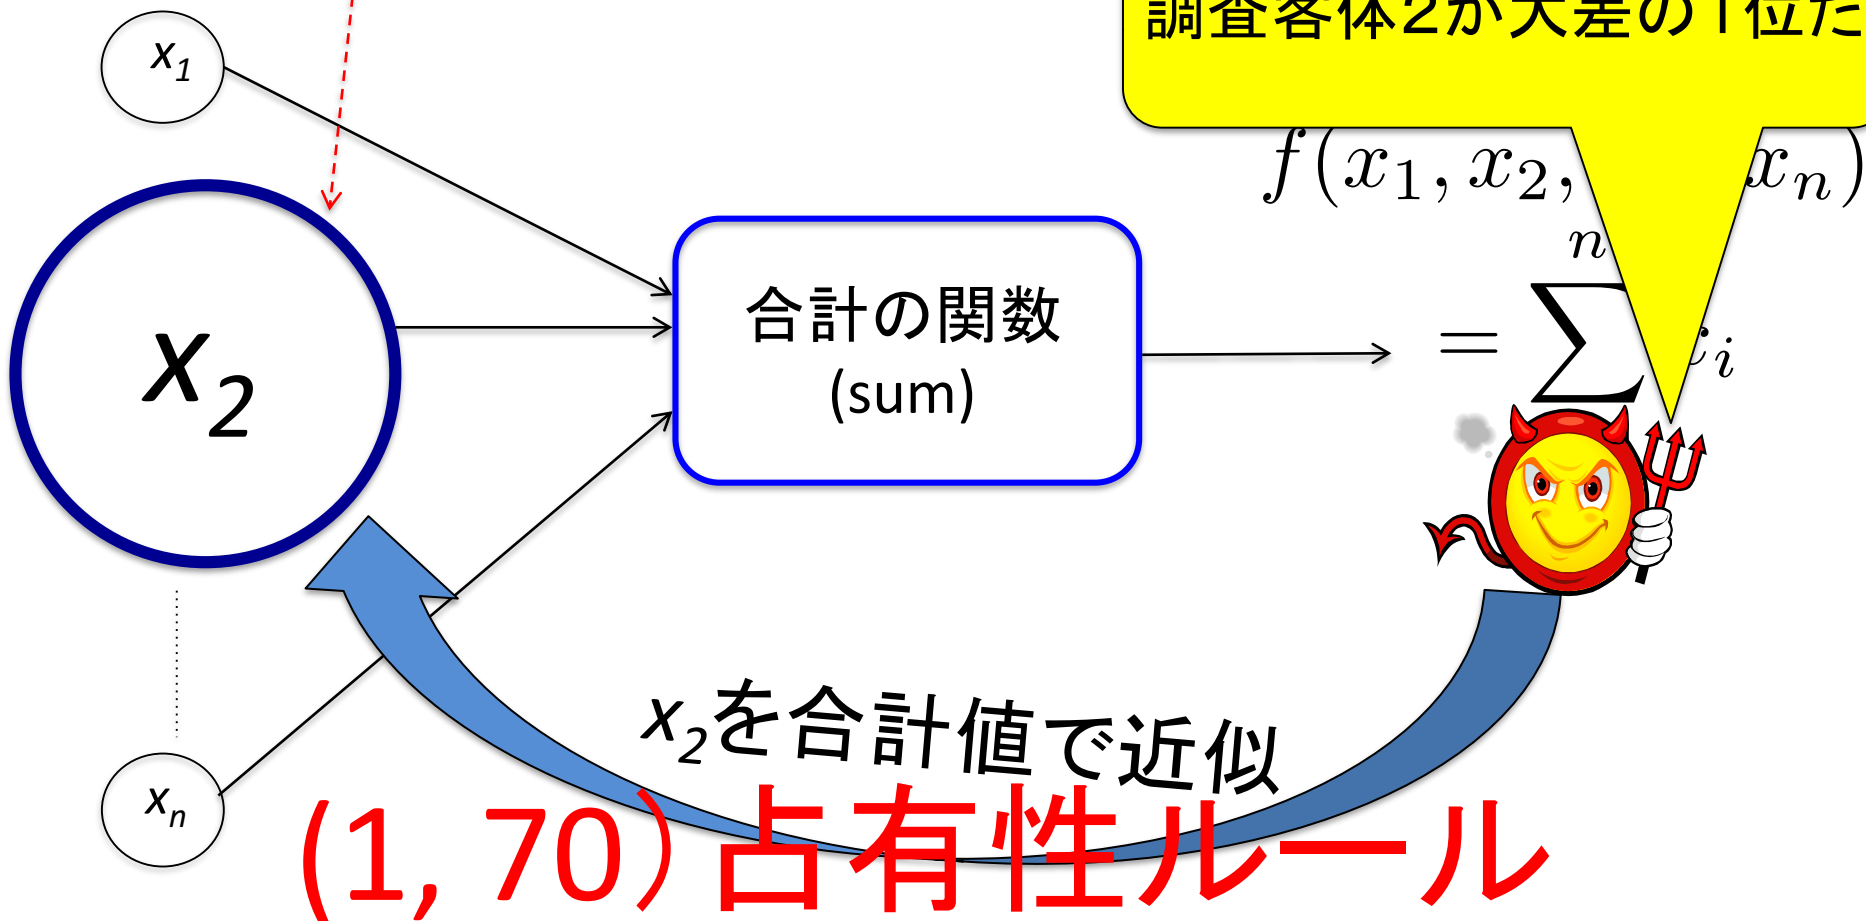 調査客体2が大差の1位だ
x1
f(x1, x2, xn)
n
x2
合計の関数
(sum)
= ∑ xi
x2を合計値で近似
xn
(1, 70)占有性ルール